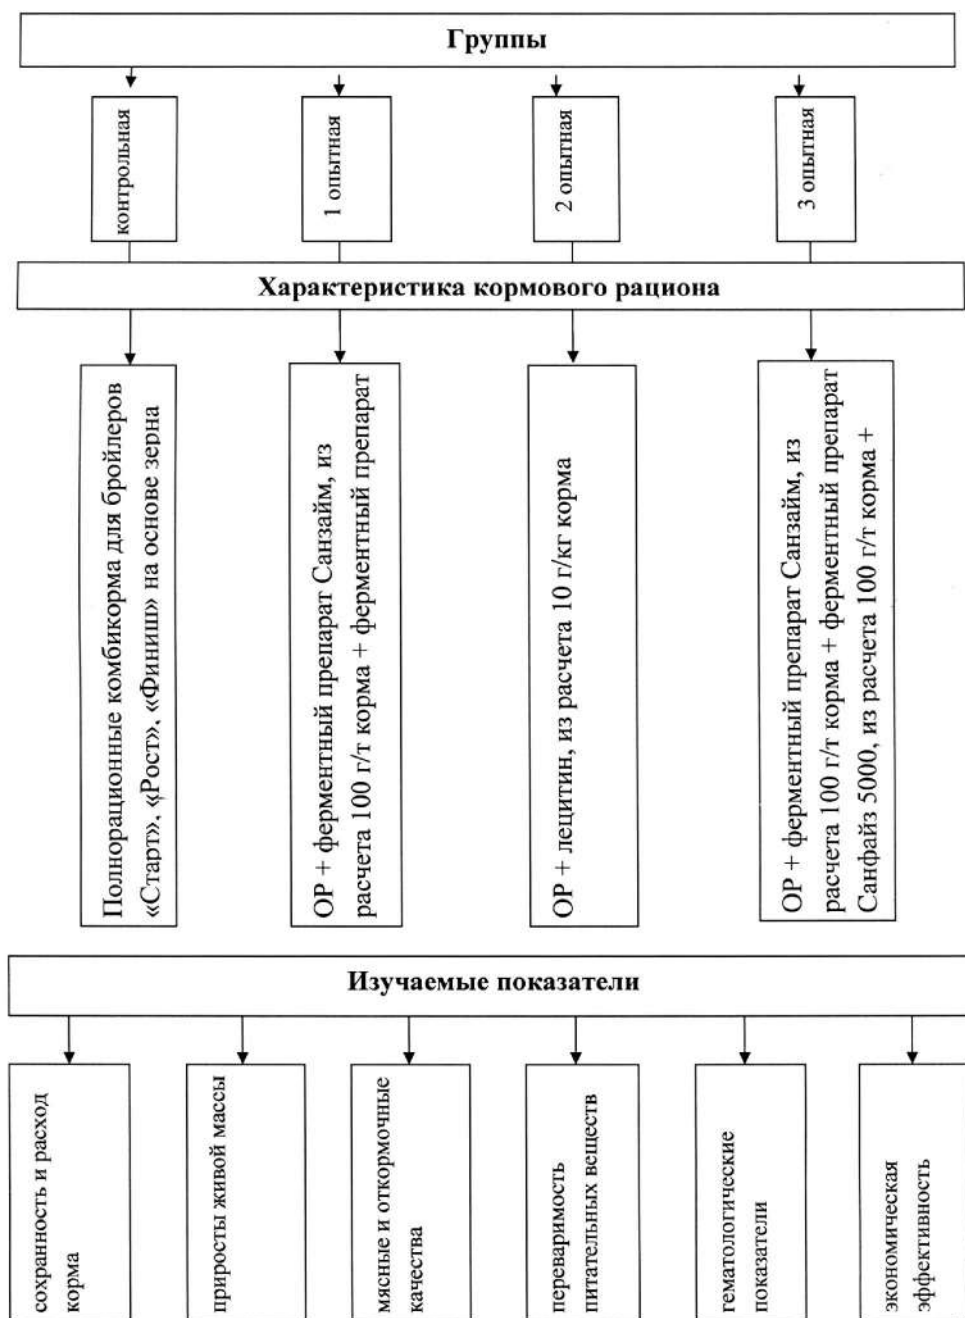 Группы
контрольная
1 опытная
2 опытная
3 опытная
Характеристика кормового рациона
Полнорационные комбикорма для бройлеров
«Старт», «Рост», «Финиш» на основе зерна
ОР + ферментный препарат Санзайм, из
расчета 100 г/т корма + ферментный препарат
ОР + лецитин, из расчета 10 г/кг корма
ОР + ферментный препарат Санзайм, из
расчета 100 г/т корма + ферментный препарат
Санфайз 5000, из расчета 100 г/т корма +
Изучаемые показатели
сохранность и расход
корма
приросты живой массы
мясные и откормочные
качества
переваримость
питательных веществ
гематологические
показатели
экономическая
эффективность